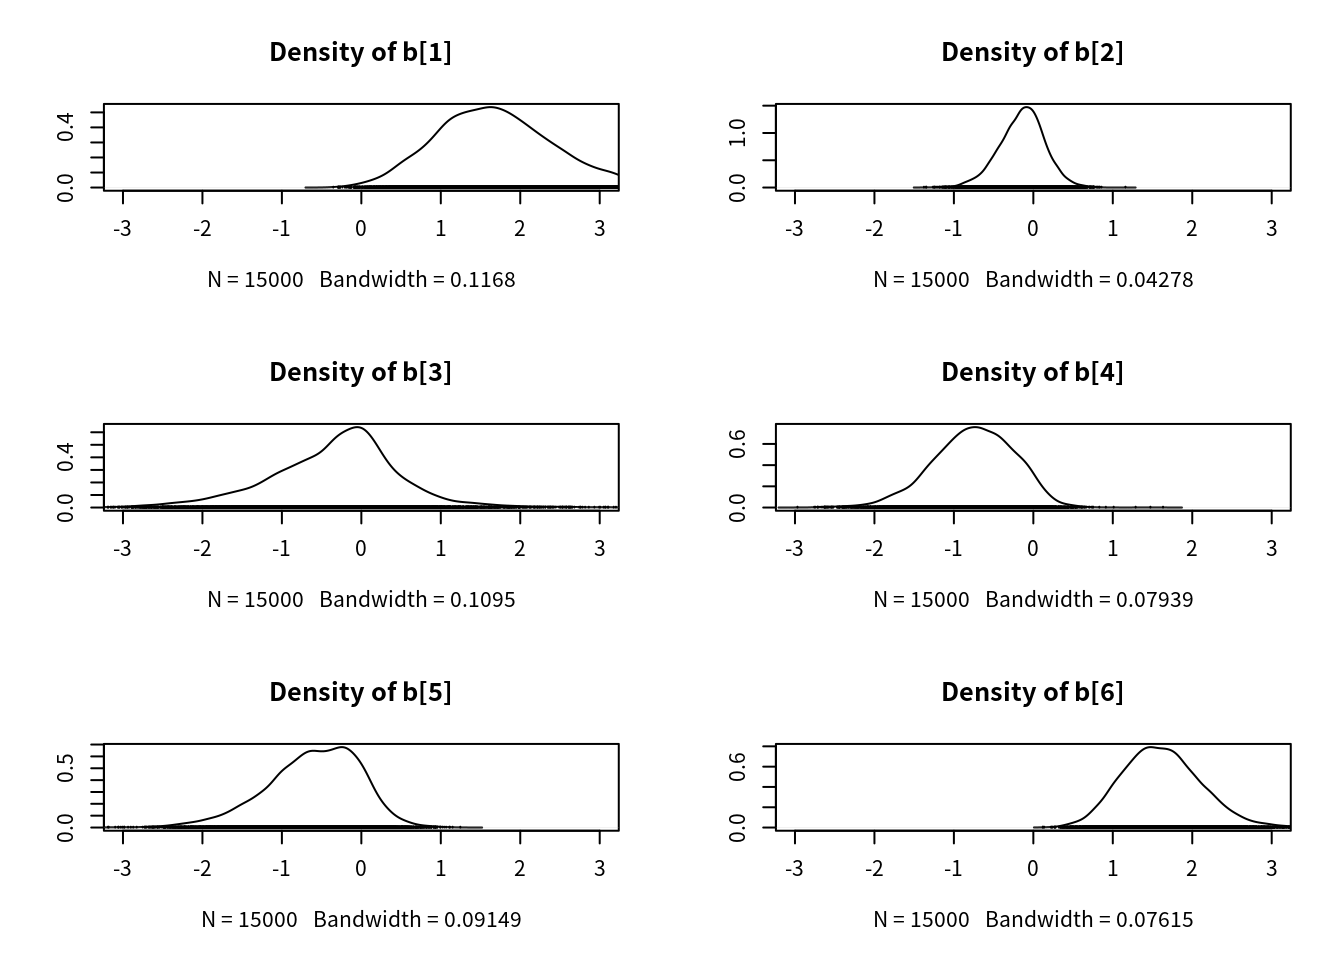 Density of b[1]
0.0 0.4
-3 -2 -1 0 1 2 3
N = 15000 Bandwidth = 0.1168
Density of b[2]
0.0 1.0
-3 -2 -1 0 1 2 3
N = 15000 Bandwidth = 0.04278
Density of b[3]
0.0 0.4
-3 -2 -1 0 1 2 3
N = 15000 Bandwidth = 0.1095
Density of b[4]
0.0 0.6
-3 -2 -1 0 1 2 3
N = 15000 Bandwidth = 0.07939
Density of b[5]
0.0 0.5
-3 -2 -1 0 1 2 3
N = 15000 Bandwidth = 0.09149
Density of b[6]
0.0 0.6
-3 -2 -1 0 1 2 3
N = 15000 Bandwidth = 0.07615